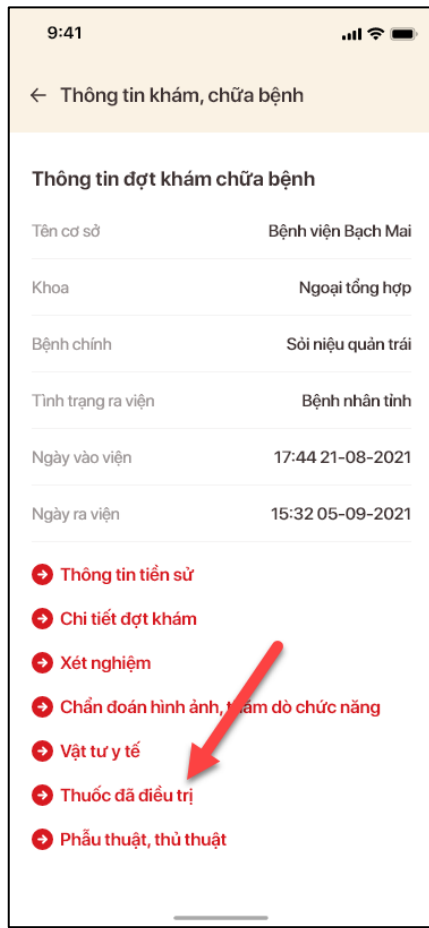 9:41
Thông tin khám, chữa bệnh
Thông tin đợt khám chữa bệnh
Tên cơ sở Bệnh viện Bạch Mai
Khoa Ngoại tổng hợp
Bệnh chính Sỏi niệu quản trái
Tình trạng ra viện Bệnh nhân tỉnh
Ngày vào viện 17:44 21-08-2021
Ngày ra viện 15:32 05-09-2021
Thông tin tiền sử
Chi tiết đợt khám
Xét nghiệm
Chẩn đoán hình ảnh, thăm dò chức năng
Vật tư y tế
Thuốc đã điều trị
Phẫu thuật, thủ thuật